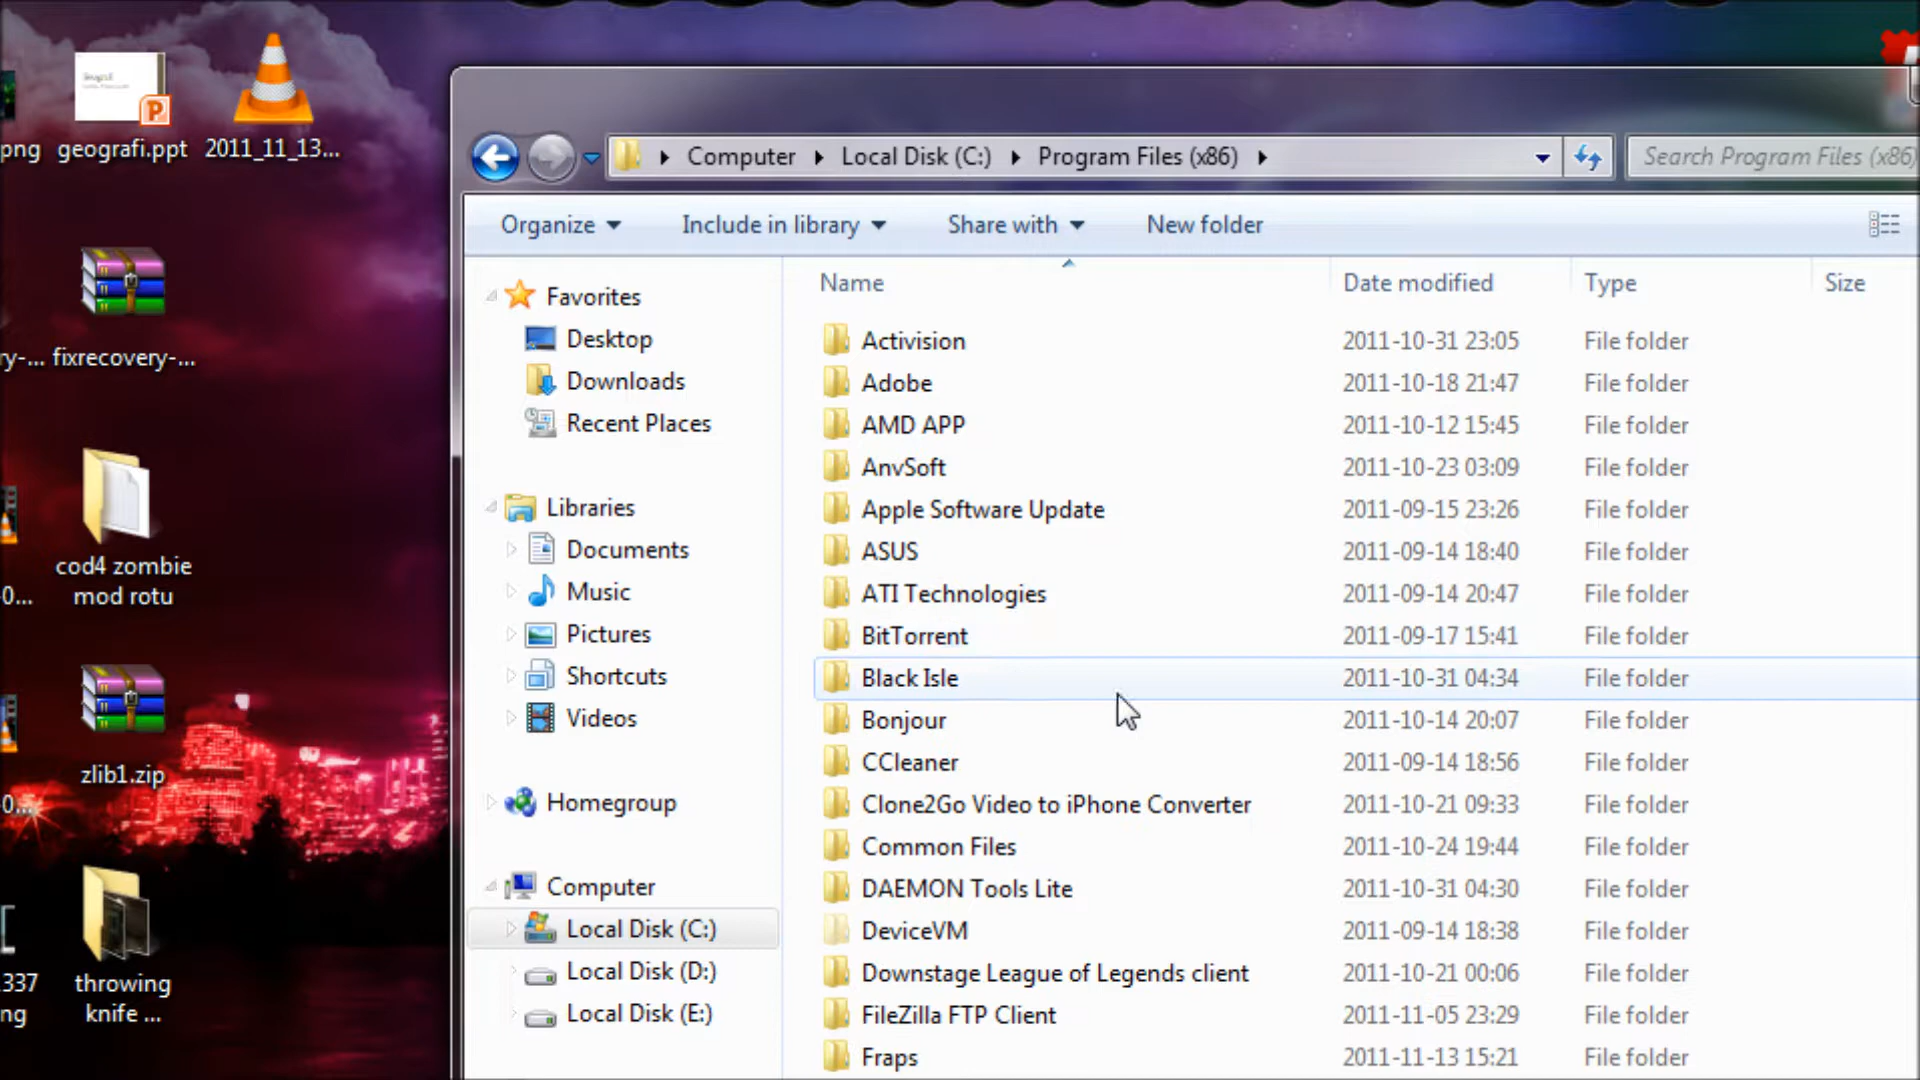 png
geografi.ppt
2011_11_13...
ry-...
fixrecovery-...
cod4 zombie
mod rotu
0...
zlib1.zip
0...
throwing
knife ...
337
ng
Computer
Local Disk (C:)
Program Files (x86)
Search Program Files (x86)
Organize
Include in library
Share with
New folder
Favorites
Desktop
Downloads
Recent Places
Libraries
Documents
Music
Pictures
Shortcuts
Videos
Homegroup
Computer
Local Disk (C:)
Local Disk (D:)
Local Disk (E:)
Name Date modified Type Size
Activision 2011-10-31 23:05 File folder
Adobe 2011-10-18 21:47 File folder
AMD APP 2011-10-12 15:45 File folder
AnvSoft 2011-10-23 03:09 File folder
Apple Software Update 2011-09-15 23:26 File folder
ASUS 2011-09-14 18:40 File folder
ATI Technologies 2011-09-14 20:47 File folder
BitTorrent 2011-09-17 15:41 File folder
Black Isle 2011-10-31 04:34 File folder
Bonjour 2011-10-14 20:07 File folder
CCleaner 2011-09-14 18:56 File folder
Clone2Go Video to iPhone Converter 2011-10-21 09:33 File folder
Common Files 2011-10-24 19:44 File folder
DAEMON Tools Lite 2011-10-31 04:30 File folder
DeviceVM 2011-09-14 18:38 File folder
Downstage League of Legends client 2011-10-21 00:06 File folder
FileZilla FTP Client 2011-11-05 23:29 File folder
Fraps 2011-11-13 15:21 File folder